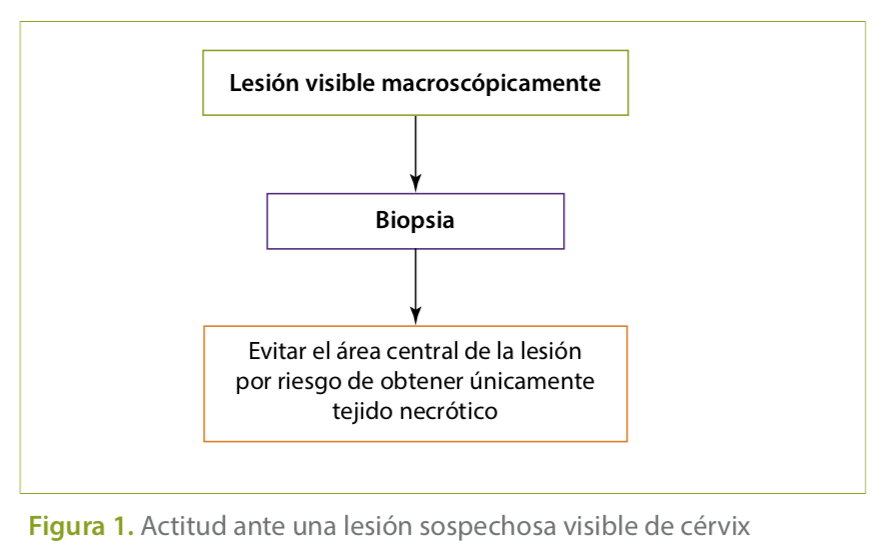 Lesión visible macroscópicamente
Biopsia
Evitar el área central de la lesión
por riesgo de obtener únicamente
tejido necrótico
Figura 1. Actitud ante una lesión sospechosa visible de cérvix